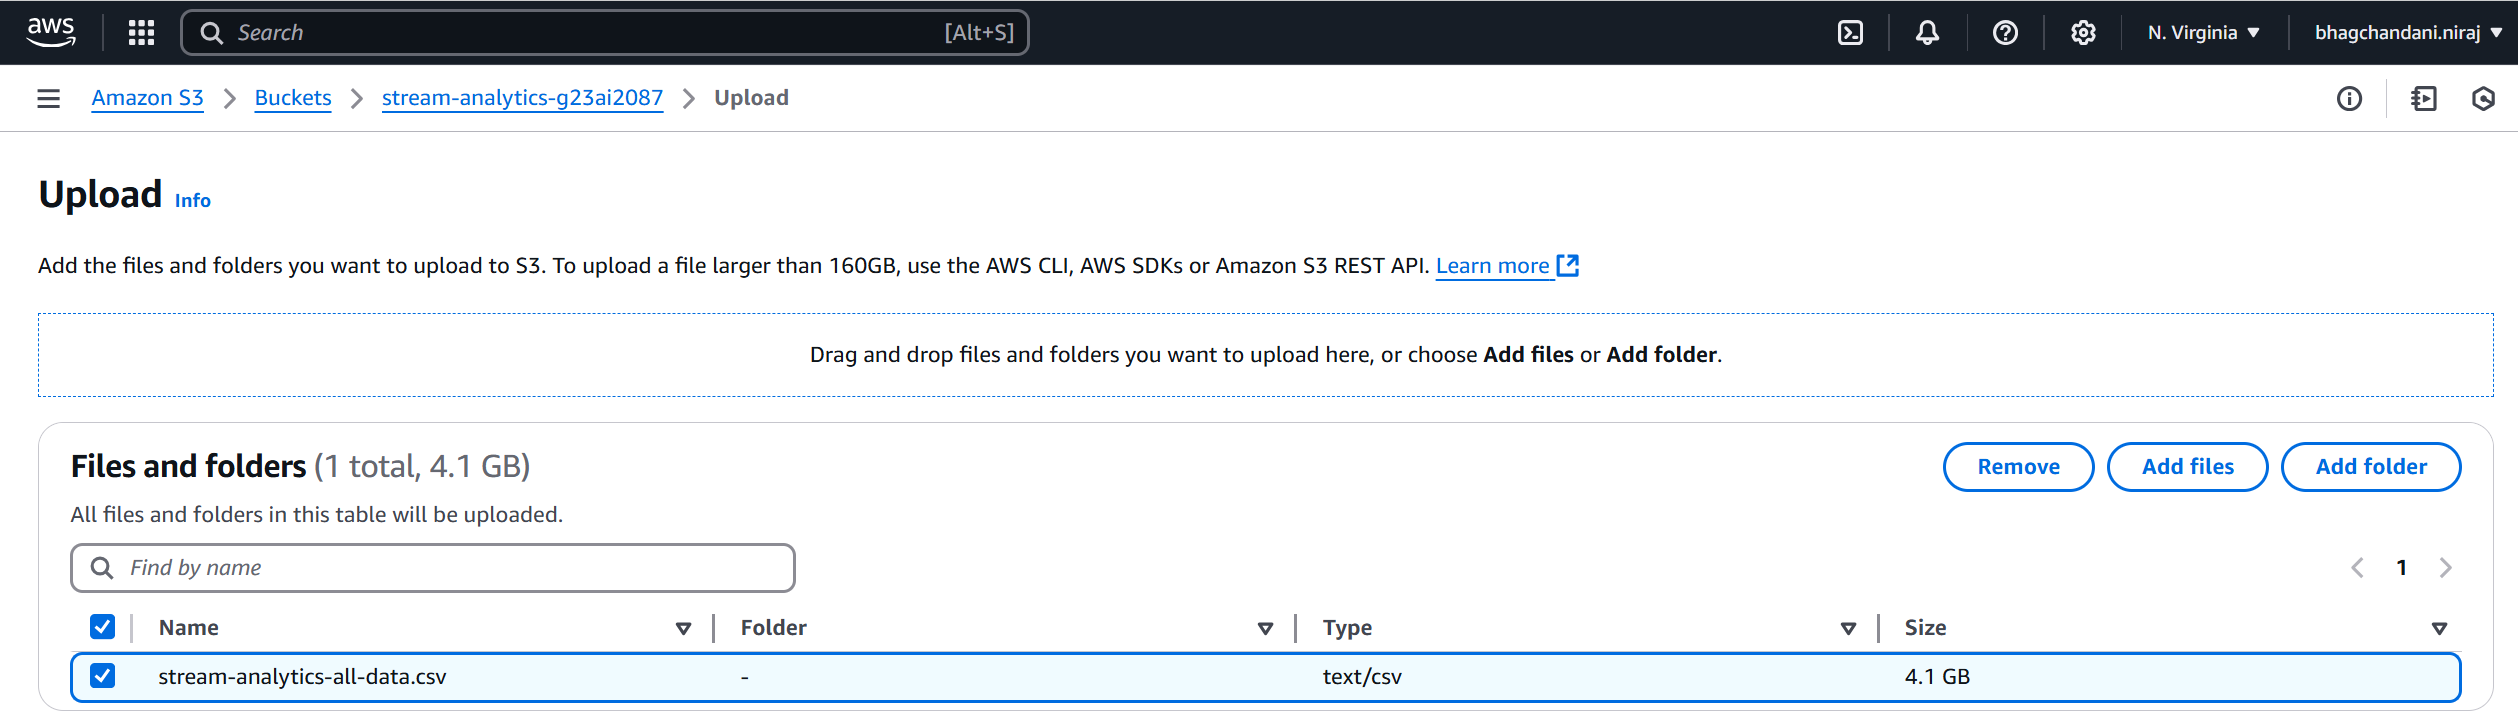 aws Search [Alt+S] N. Virginia bhagchandani.niraj
Amazon S3 Buckets stream-analytics-g23ai2087 Upload
Upload Info
Add the files and folders you want to upload to S3. To upload a file larger than 160GB, use the AWS CLI, AWS SDKs or Amazon S3 REST API. Learn more
Drag and drop files and folders you want to upload here, or choose Add files or Add folder.
Files and folders (1 total, 4.1 GB) Remove Add files Add folder
All files and folders in this table will be uploaded.
Find by name 1
Name Folder Type Size
stream-analytics-all-data.csv - text/csv 4.1 GB